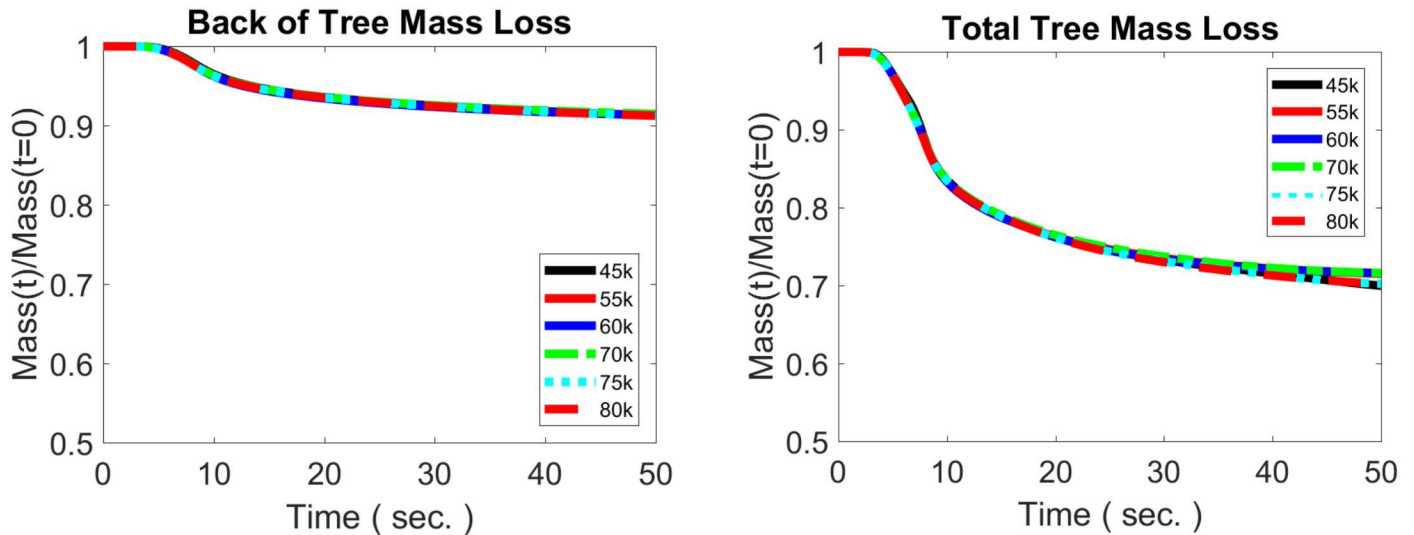 Back of Tree Mass Loss
Mass(t)/Mass(t=0)
1
0.9
0.8
0.7
0.6
0.5
0
10
20
30
40
50
Time ( sec. )
45k
55k
60k
70k
75k
80k
Total Tree Mass Loss
Mass(t)/Mass(t=0)
1
0.9
0.8
0.7
0.6
0.5
0
10
20
30
40
50
Time ( sec. )
45k
55k
60k
70k
75k
80k